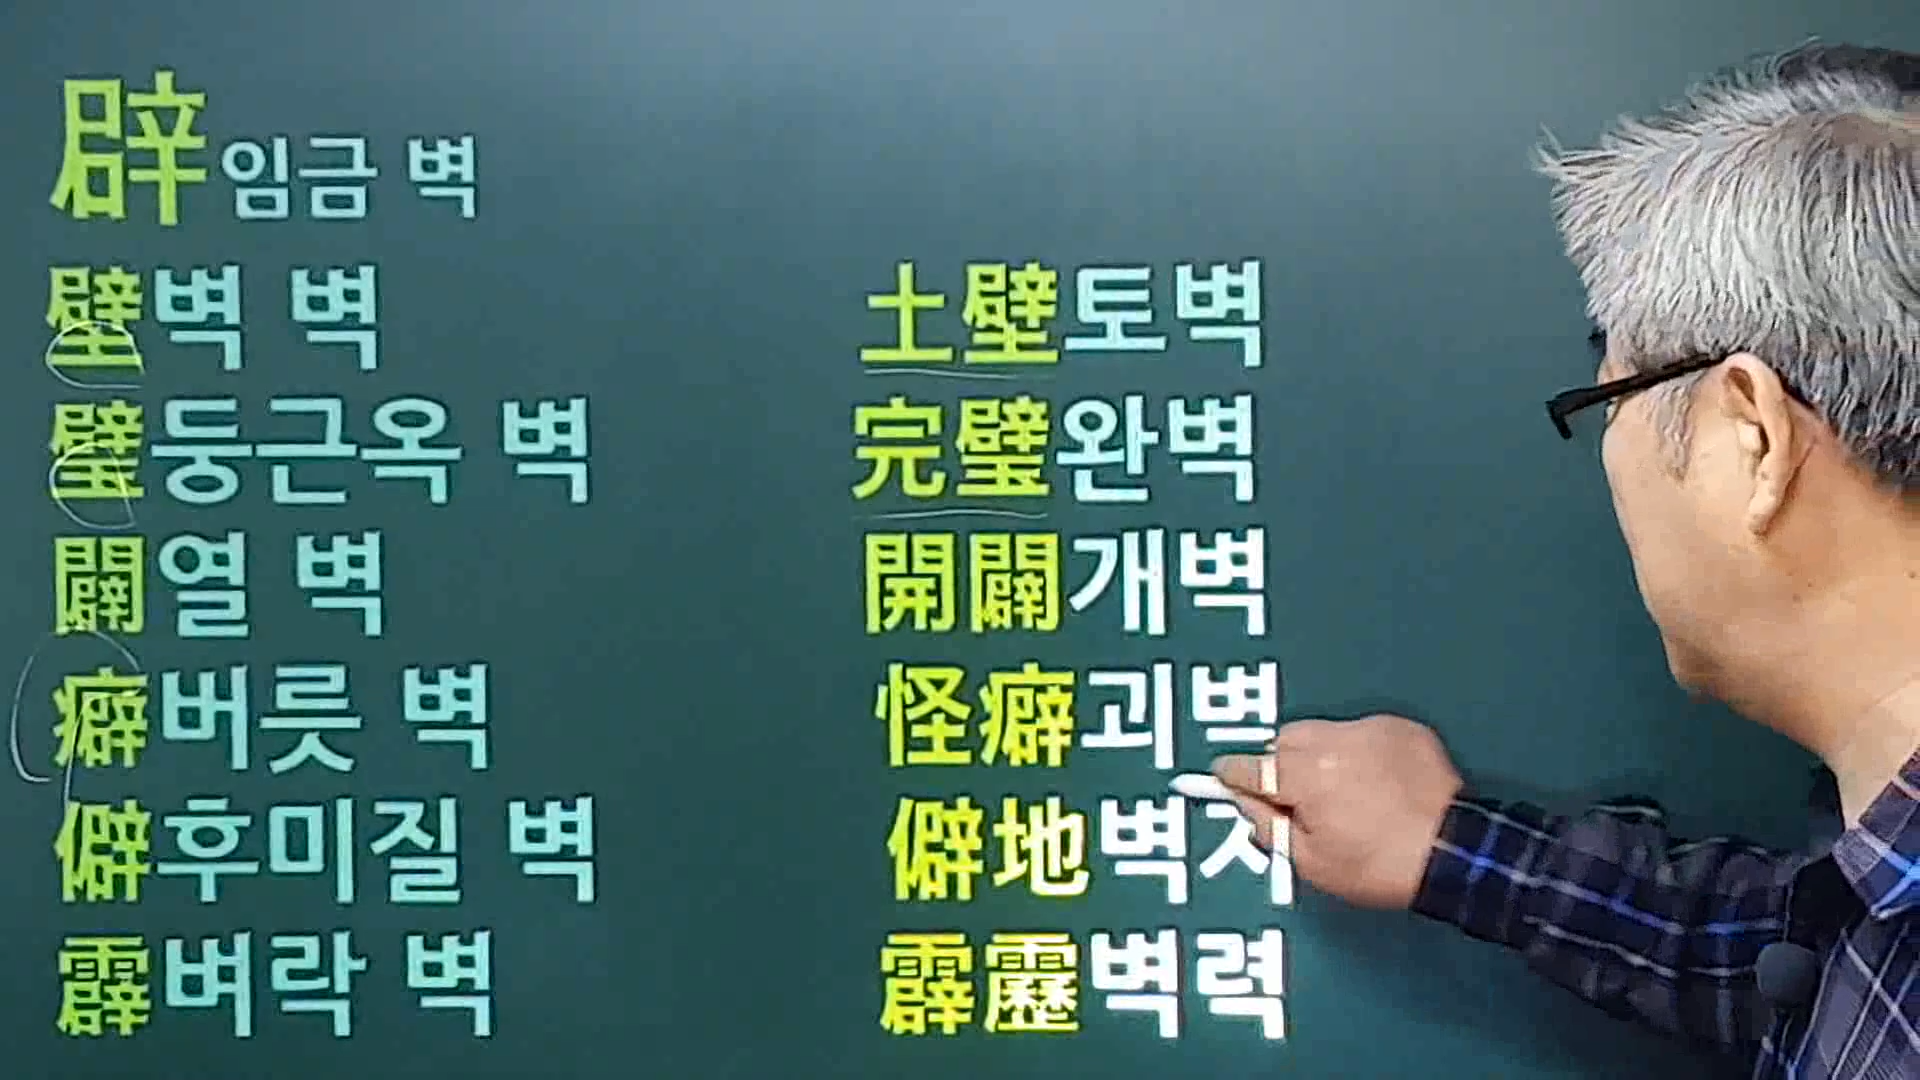 辟 임금 벽
壁 벽 벽 土壁 토벽
璧 둥근옥 벽 完璧 완벽
闢 열 벽 開闢 개벽
癖 버릇 벽 怪癖 괴벽
僻 후미질 벽 僻地 벽지
霹 벼락 벽 霹靂 벽력